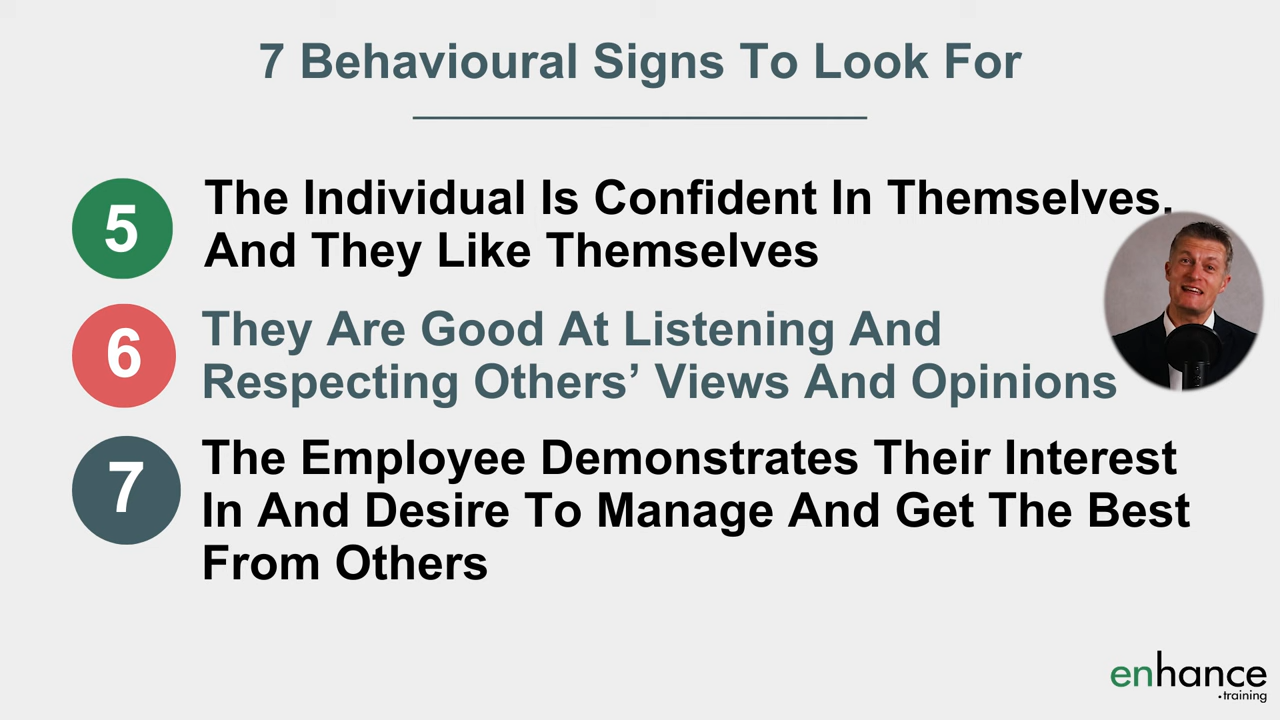 7 Behavioural Signs To Look For
5
The Individual Is Confident In Themselves,
And They Like Themselves
6
They Are Good At Listening And
Respecting Others’ Views And Opinions
7
The Employee Demonstrates Their Interest
In And Desire To Manage And Get The Best
From Others
enhance
.training